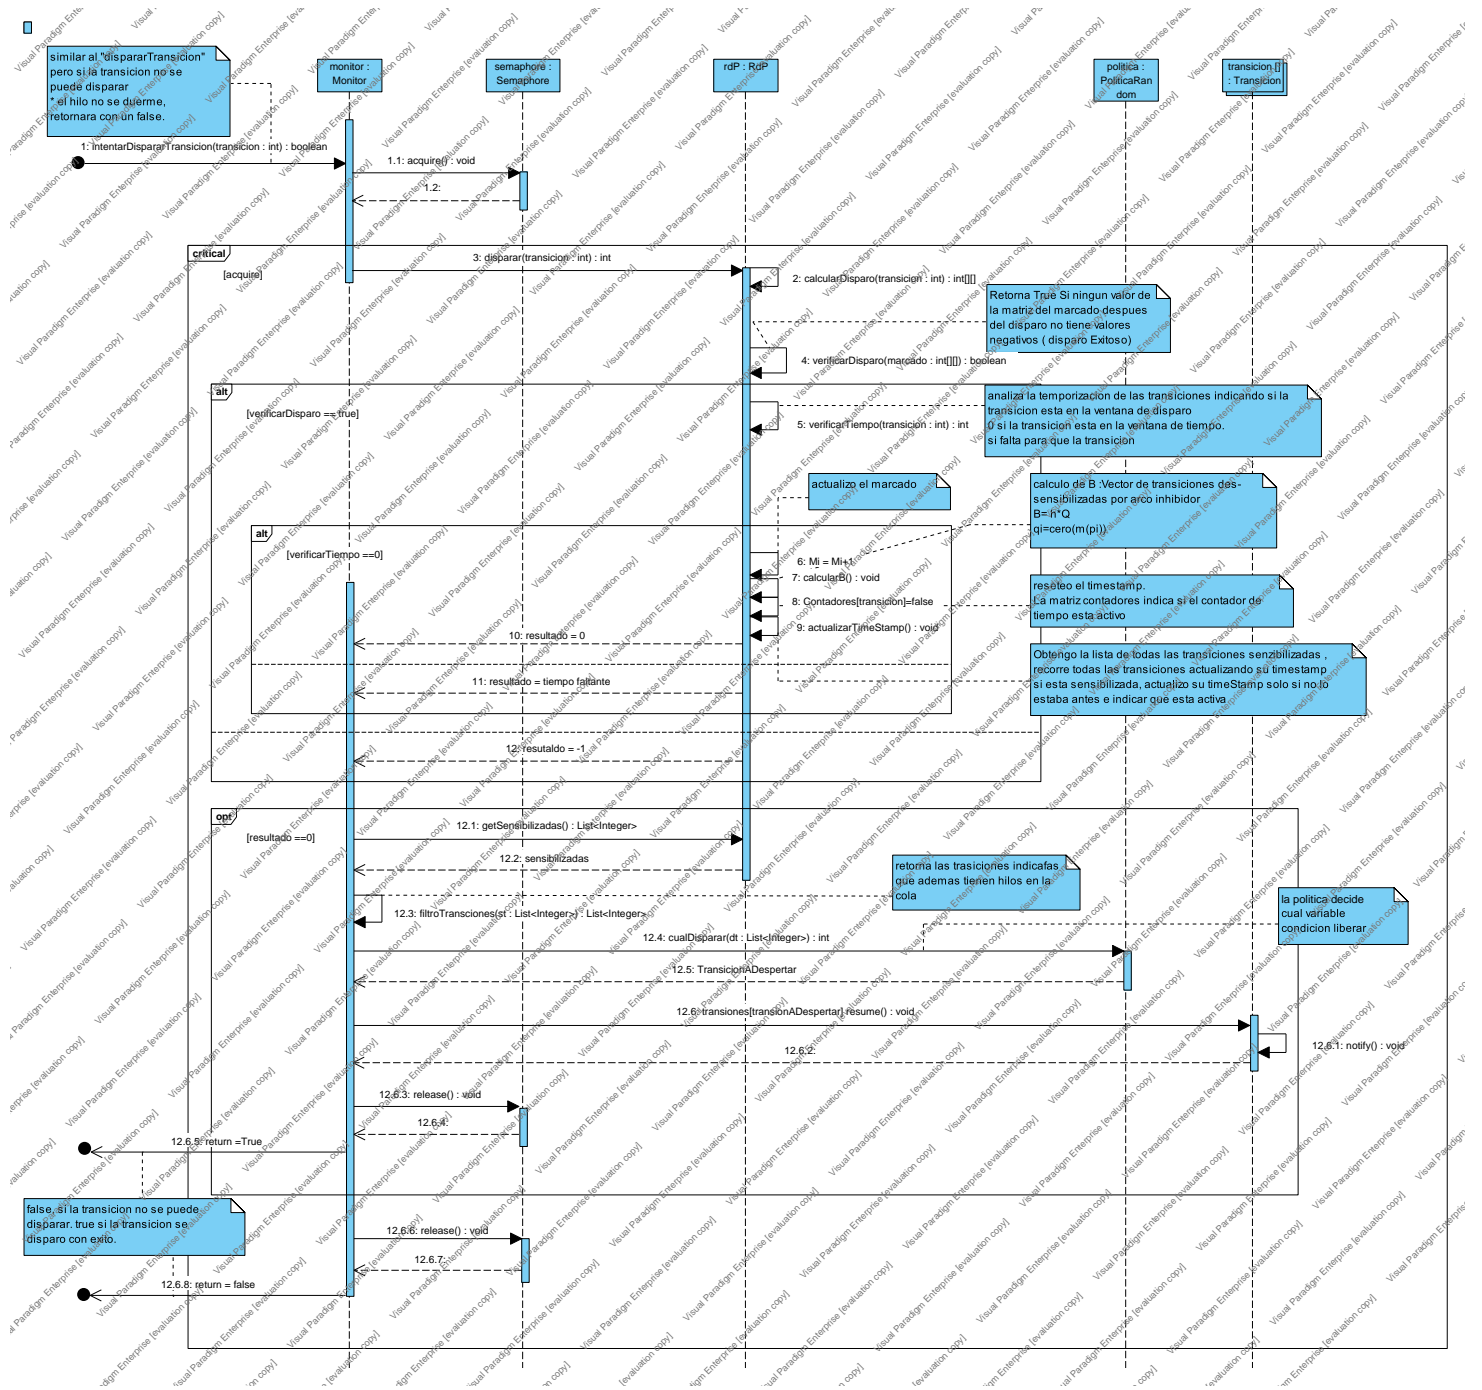 similar al "dispararTransicion"
pero si la transicion no se
puede disparar
* el hilo no se duerme,
retornara con un false.
monitor :
Monitor
semaphore :
Semaphore
rdP : RdP
politica :
PoliticaRan
dom
transicion []
: Transicion
1: IntentarDispararTransicion(transicion : int) : boolean
1.1: acquire() : void
1.2:
critical
[acquire]
3: disparar(transicion : int) : int
2: calcularDisparo(transicion : int) : int[][]
Retorna True Si ningun valor de
la matriz del marcado despues
del disparo no tiene valores
negativos ( disparo Exitoso)
4: verificarDisparo(marcado : int[][]) : boolean
alt
[verificarDisparo == true]
analiza la temporizacion de las transiciones indicando si la
transicion esta en la ventana de disparo
0 si la transicion esta en la ventana de tiempo.
si falta para que la transicion
5: verificarTiempo(transicion : int) : int
actualizo el marcado
calculo de B :Vector de transiciones des-
sensibilizadas por arco inhibidor
B= h*Q
qi=cero(m(pi))
alt
[verificarTiempo ==0]
6: Mi = Mi+1
7: calcularB() : void
8: Contadores[transicion]=false
9: actualizarTimeStamp() : void
reseteo el timestamp.
La matriz contadores indica si el contador de
tiempo esta activo
10: resultado = 0
Obtengo la lista de todas las transiciones senzibilizadas ,
recorre todas las transiciones actualizando su timestamp
si esta sensibilizada, actualizo su timeStamp solo si no lo
estaba antes e indicar que esta activa
11: resultado = tiempo faltante
12: resutaldo = -1
opt
[resultado ==0]
12.1: getSensibilizadas() : List<Integer>
12.2: sensibilizadas
retorna las trasiciones indicafas
que ademas tienen hilos en la
cola
12.3: filtroTransciones(st : List<Integer>) : List<Integer>
la politica decide
cual variable
condicion liberar
12.4: cualDisparar(dt : List<Integer>) : int
12.5: TransicionADespertar
12.6: transiones[transionADespertar].resume() : void
12.6.1: notify() : void
12.6.2:
12.6.3: release() : void
12.6.4:
12.6.5: return =True
false, si la transicion no se puede
disparar. true si la transicion se
disparo con exito.
12.6.6: release() : void
12.6.7:
12.6.8: return = false
Visual Paradigm Enterprise [evaluation copy]